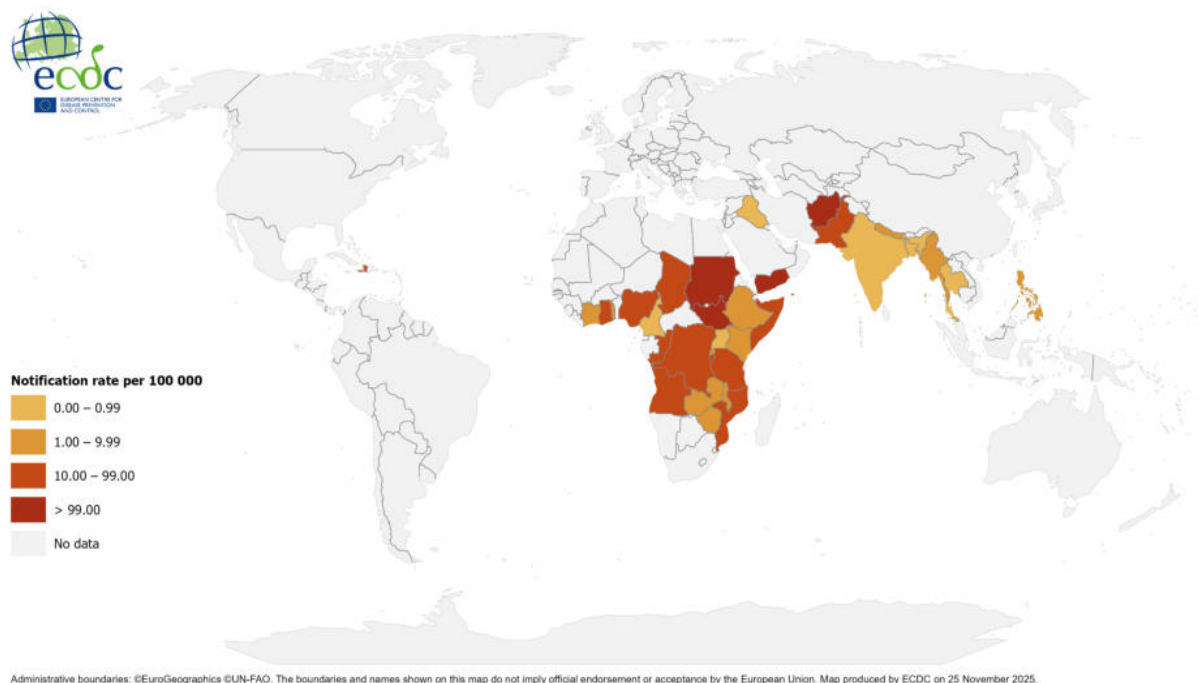 ecdc
EUROPEAN CENTRE FOR
DISEASE PREVENTION
AND CONTROL
Notification rate per 100 000
0.00 – 0.99
1.00 – 9.99
10.00 – 99.00
> 99.00
No data
Administrative boundaries: ©EuroGeographics ©UN-FAO. The boundaries and names shown on this map do not imply official endorsement or acceptance by the European Union. Map produced by ECDC on 25 November 2025.